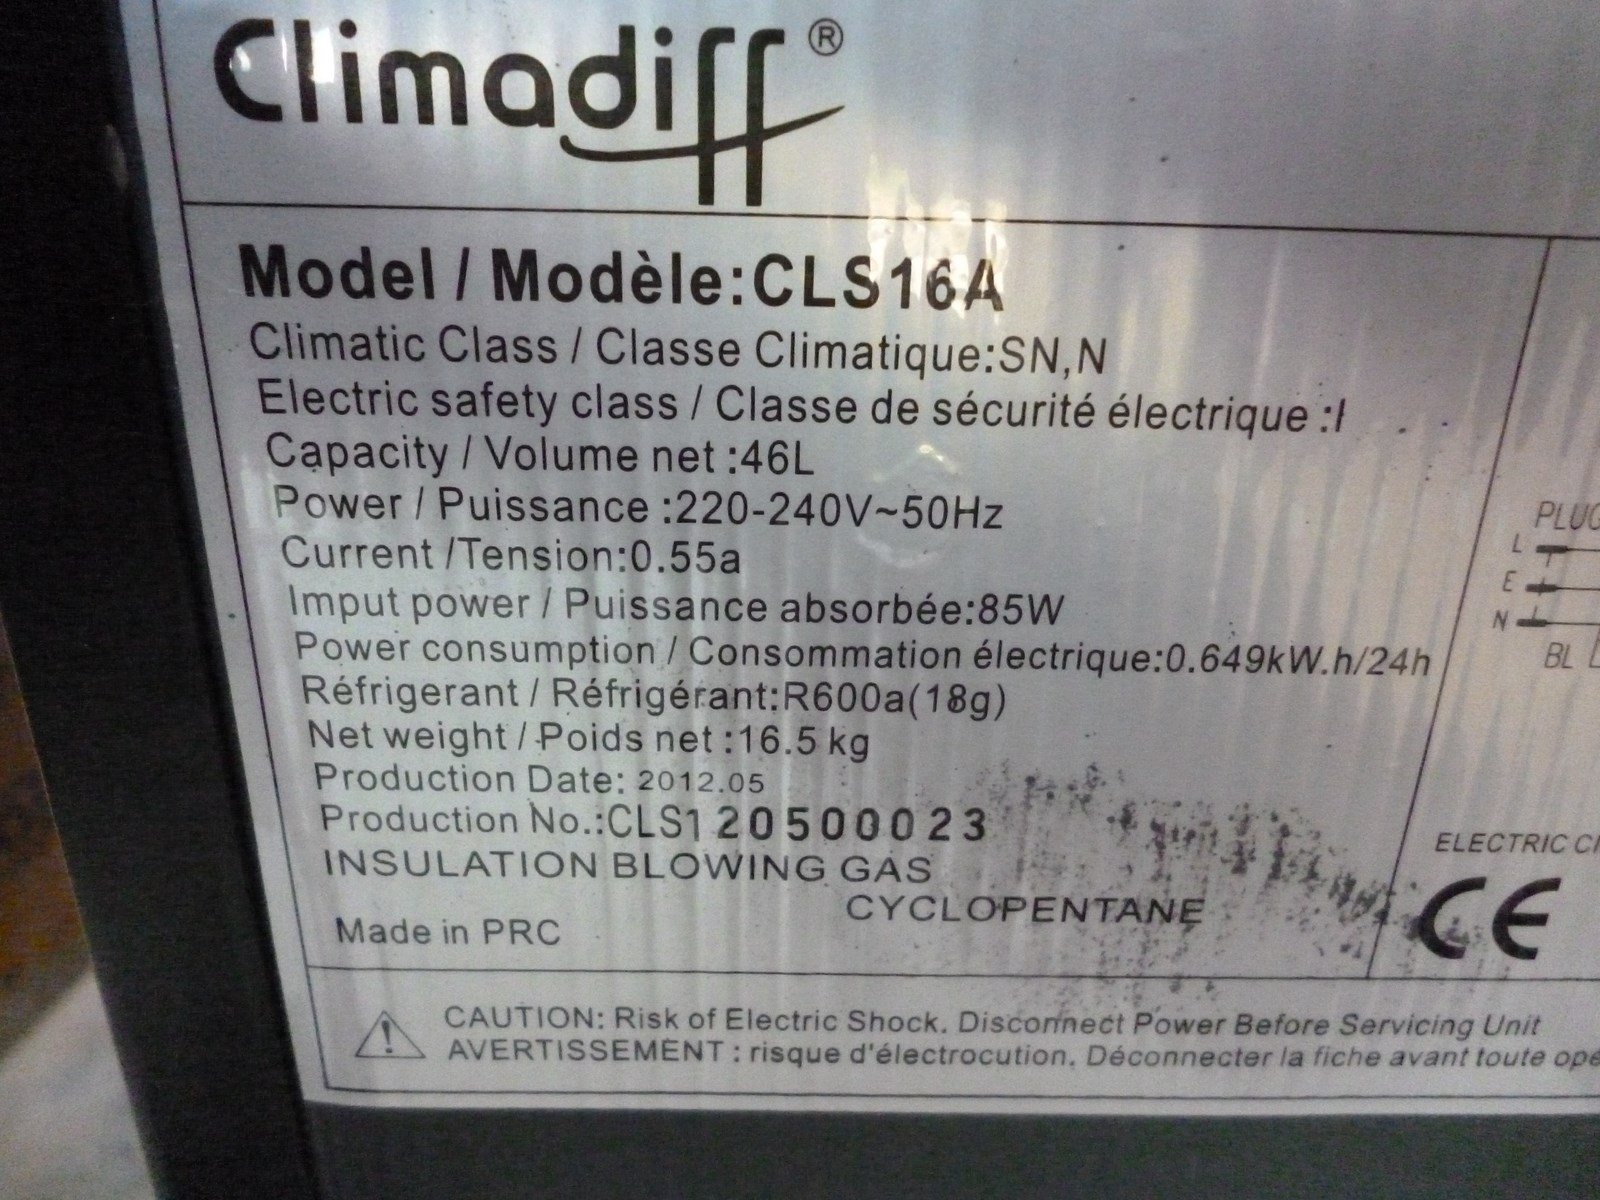 Climadiff®
Model / Modèle:CLS16A
Climatic Class / Classe Climatique:SN,N
Electric safety class / Classe de sécurité électrique :I
Capacity / Volume net :46L
Power / Puissance :220-240V~50Hz
Current /Tension:0.55a
Imput power / Puissance absorbée:85W
Power consumption / Consommation électrique:0.649kW.h/24h
Réfrigerant / Réfrigérant:R600a(18g)
Net weight / Poids net :16.5 kg
Production Date: 2012.05
Production No.:CLS120500023
INSULATION BLOWING GAS
CYCLOPENTANE
Made in PRC
PLUG
L
E
N
BL
ELECTRIC
CE
CAUTION: Risk of Electric Shock. Disconnect Power Before Servicing Unit
AVERTISSEMENT : risque d'électrocution. Déconnecter la fiche avant toute